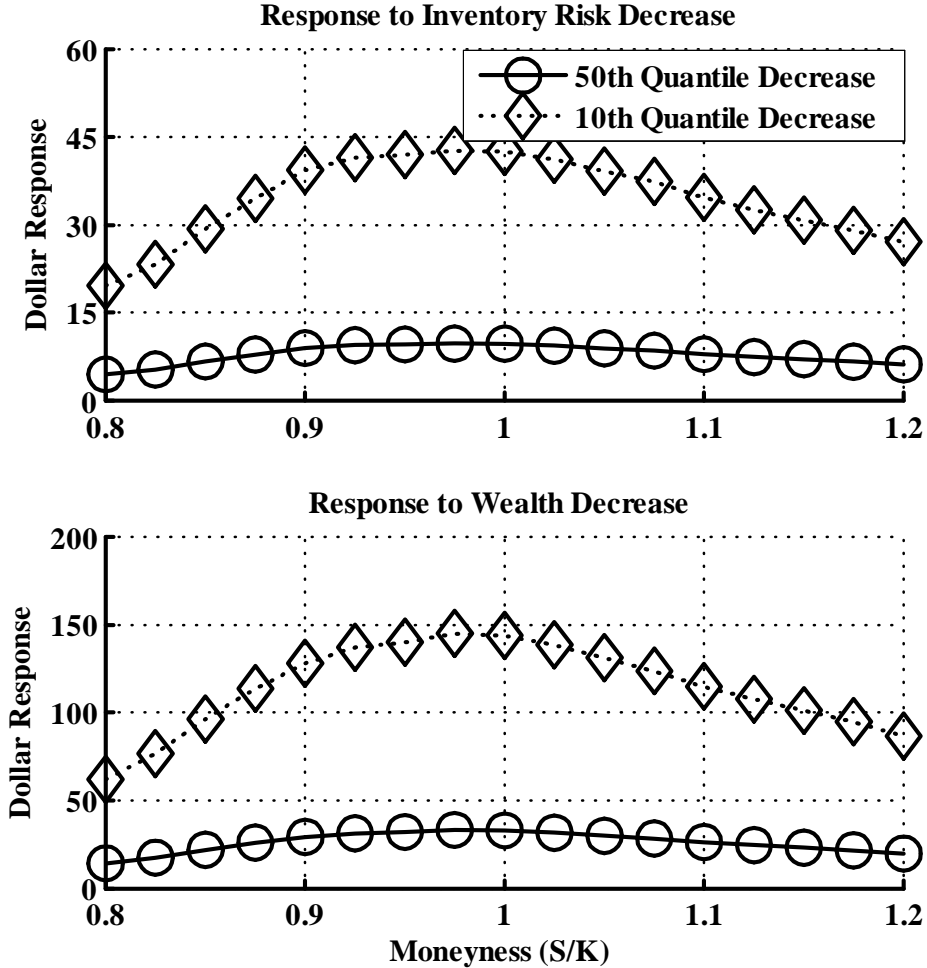 Response to Inventory Risk Decrease
60
50th Quantile Decrease
10th Quantile Decrease
45
30
15
0
Dollar Response
0.8 0.9 1 1.1 1.2
Response to Wealth Decrease
200
150
100
50
0
Dollar Response
0.8 0.9 1 1.1 1.2
Moneyness (S/K)